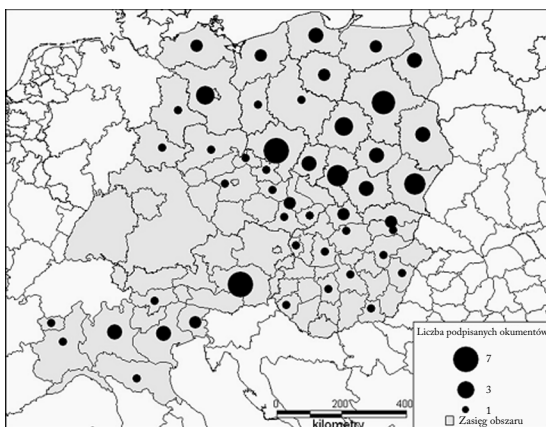 Liczba podpisanych okumentów
7
3
1
Zasięg obszaru
0 200 400
kilometry